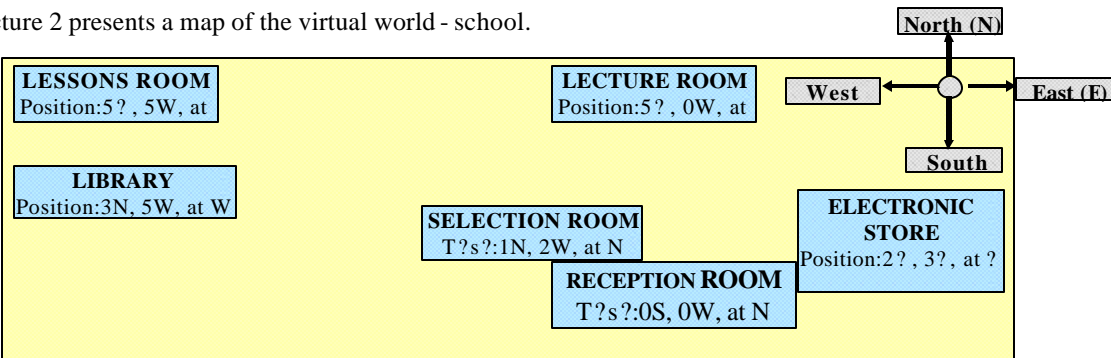 cture 2 presents a map of the virtual world - school.
North (N)
West
East (E)
South
LESSONS ROOM
Position:5? , 5W, at
LECTURE ROOM
Position:5? , 0W, at
LIBRARY
Position:3N, 5W, at W
SELECTION ROOM
T?s?:1N, 2W, at N
ELECTRONIC
STORE
Position:2? , 3?, at ?
RECEPTION ROOM
T?s?:0S, 0W, at N